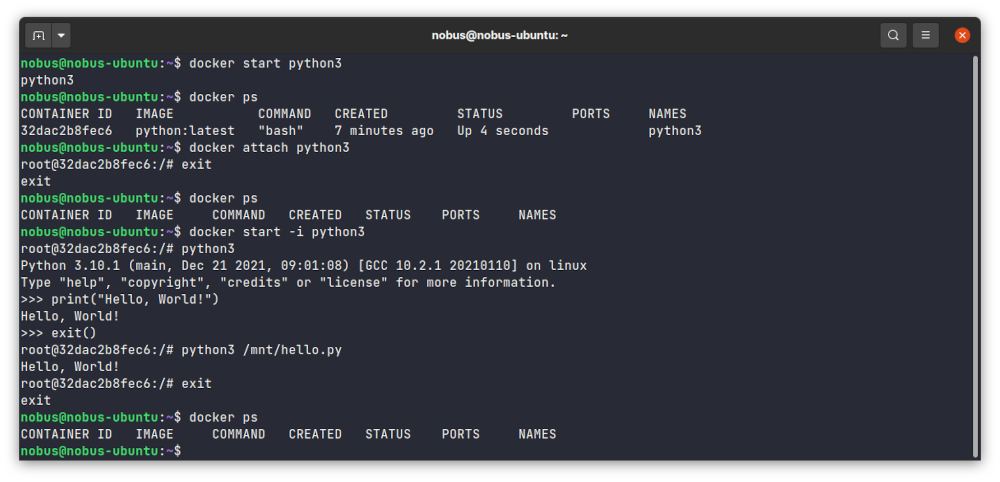 nobus@nobus-ubuntu: ~
nobus@nobus-ubuntu:~$ docker start python3
python3
nobus@nobus-ubuntu:~$ docker ps
CONTAINER ID   IMAGE           COMMAND   CREATED         STATUS         PORTS     NAMES
32dac2b8fec6   python:latest   "bash"    7 minutes ago   Up 4 seconds             python3
nobus@nobus-ubuntu:~$ docker attach python3
root@32dac2b8fec6:/# exit
exit
nobus@nobus-ubuntu:~$ docker ps
CONTAINER ID   IMAGE     COMMAND   CREATED   STATUS    PORTS     NAMES
nobus@nobus-ubuntu:~$ docker start -i python3
root@32dac2b8fec6:/# python3
Python 3.10.1 (main, Dec 21 2021, 09:01:08) [GCC 10.2.1 20210110] on linux
Type "help", "copyright", "credits" or "license" for more information.
>>> print("Hello, World!")
Hello, World!
>>> exit()
root@32dac2b8fec6:/# python3 /mnt/hello.py
Hello, World!
root@32dac2b8fec6:/# exit
exit
nobus@nobus-ubuntu:~$ docker ps
CONTAINER ID   IMAGE     COMMAND   CREATED   STATUS    PORTS     NAMES
nobus@nobus-ubuntu:~$